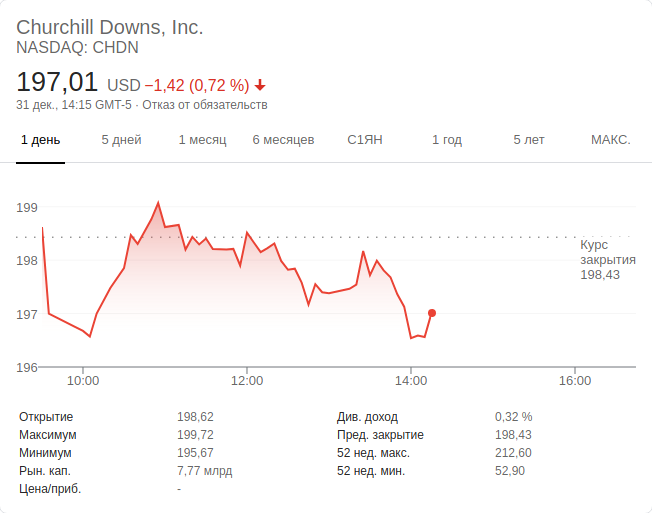 Churchill Downs, Inc.
NASDAQ: CHDN
197,01 USD −1,42 (0,72 %)
31 дек., 14:15 GMT-5 · Отказ от обязательств
1 день 5 дней 1 месяц 6 месяцев С1ЯН 1 год 5 лет МАКС.
199
198
197
196
Курс
закрытия
198,43
10:00 12:00 14:00 16:00
Открытие 198,62 Див. доход 0,32 %
Максимум 199,72 Пред. закрытие 198,43
Минимум 195,67 52 нед. макс. 212,60
Рын. кап. 7,77 млрд 52 нед. мин. 52,90
Цена/приб. -